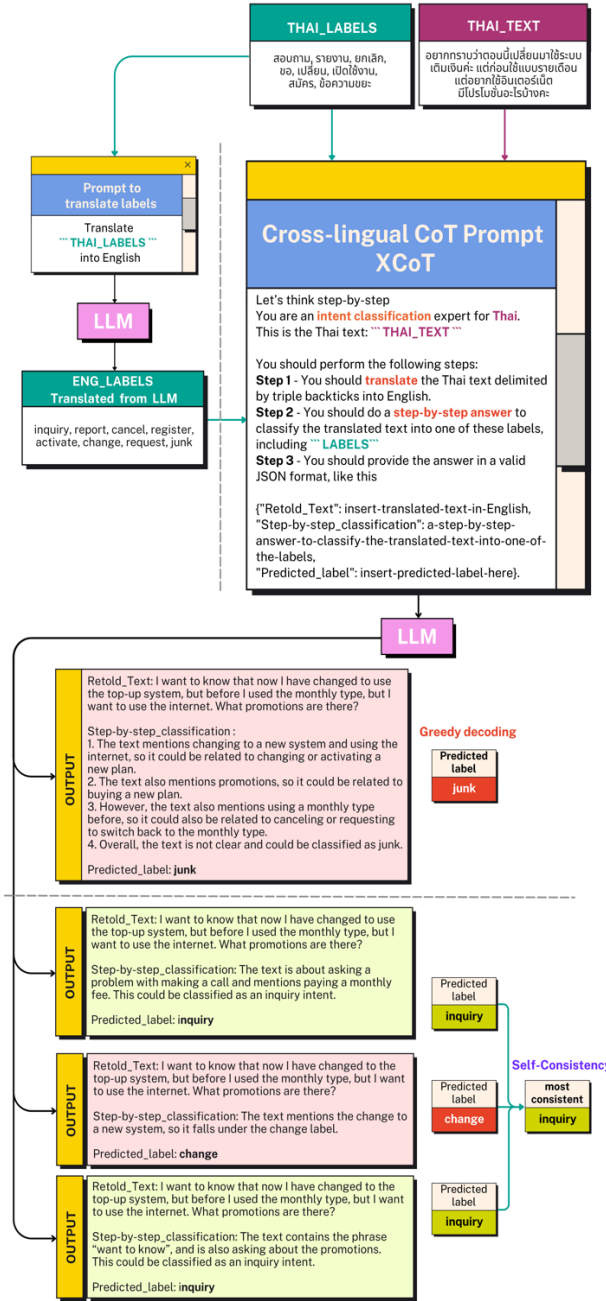 THAI_LABELS
สอบถาม, รายงาน, ยกเลิก,
ขอ, เปลี่ยน, เปิดใช้งาน,
สมัคร, ข้อความขยะ
THAI_TEXT
อยากทราบว่าตอนนี้เปลี่ยนมาใช้ระบบ
เติมเงินค่ะ แต่ก่อนใช้แบบรายเดือน
แต่อยากใช้อินเตอร์เน็ต
มีโปรโมชั่นอะไรบ้างคะ
×
Prompt to
translate labels
Translate
``` THAI_LABELS ```
into English
LLM
ENG_LABELS
Translated from LLM
inquiry, report, cancel, register,
activate, change, request, junk
Cross-lingual CoT Prompt
XCoT
Let's think step-by-step
You are an intent classification expert for Thai.
This is the Thai text: ``` THAI_TEXT ```
You should perform the following steps:
Step 1 - You should translate the Thai text delimited
by triple backticks into English.
Step 2 - You should do a step-by-step answer to
classify the translated text into one of these labels,
including ``` LABELS```
Step 3 - You should provide the answer in a valid
JSON format, like this
{"Retold_Text": insert-translated-text-in-English,
"Step-by-step_classification": a-step-by-step-
answer-to-classify-the-translated-text-into-one-of-
the-labels,
"Predicted_label": insert-predicted-label-here}.
LLM
OUTPUT
Retold_Text: I want to know that now I have changed to use
the top-up system, but before I used the monthly type, but I
want to use the internet. What promotions are there?
Step-by-step_classification :
1. The text mentions changing to a new system and using the
internet, so it could be related to changing or activating a
new plan.
2. The text also mentions promotions, so it could be related to
buying a new plan.
3. However, the text also mentions using a monthly type
before, so it could also be related to canceling or requesting
to switch back to the monthly type.
4. Overall, the text is not clear and could be classified as junk.
Predicted_label: junk
Greedy decoding
Predicted
label
junk
OUTPUT
Retold_Text: I want to know that now I have changed to use
the top-up system, but before I used the monthly type, but I
want to use the internet. What promotions are there?
Step-by-step_classification: The text is about asking a
problem with making a call and mentions paying a monthly
fee. This could be classified as an inquiry intent.
Predicted_label: inquiry
Predicted
label
inquiry
OUTPUT
Retold_Text: I want to know that now I have changed to the
top-up system, but before I used the monthly type, but I want
to use the internet. What promotions are there?
Step-by-step_classification: The text mentions the change to
a new system, so it falls under the change label.
Predicted_label: change
Predicted
label
change
Self-Consistency
most
consistent
inquiry
OUTPUT
Retold_Text: I want to know that now I have changed to the
top-up system, but before I used the monthly type, but I want
to use the internet. What promotions are there?
Step-by-step_classification: The text contains the phrase
"want to know", and is also asking about the promotions.
This could be classified as an inquiry intent.
Predicted_label: inquiry
Predicted
label
inquiry